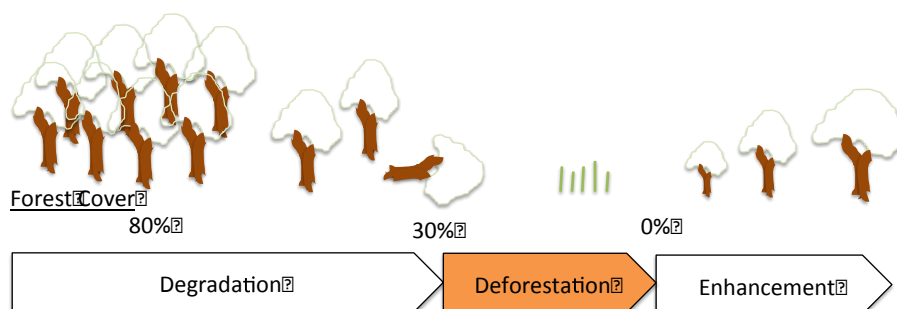 Forest Cover
80%
30%
0%
Degradation
Deforestation
Enhancement